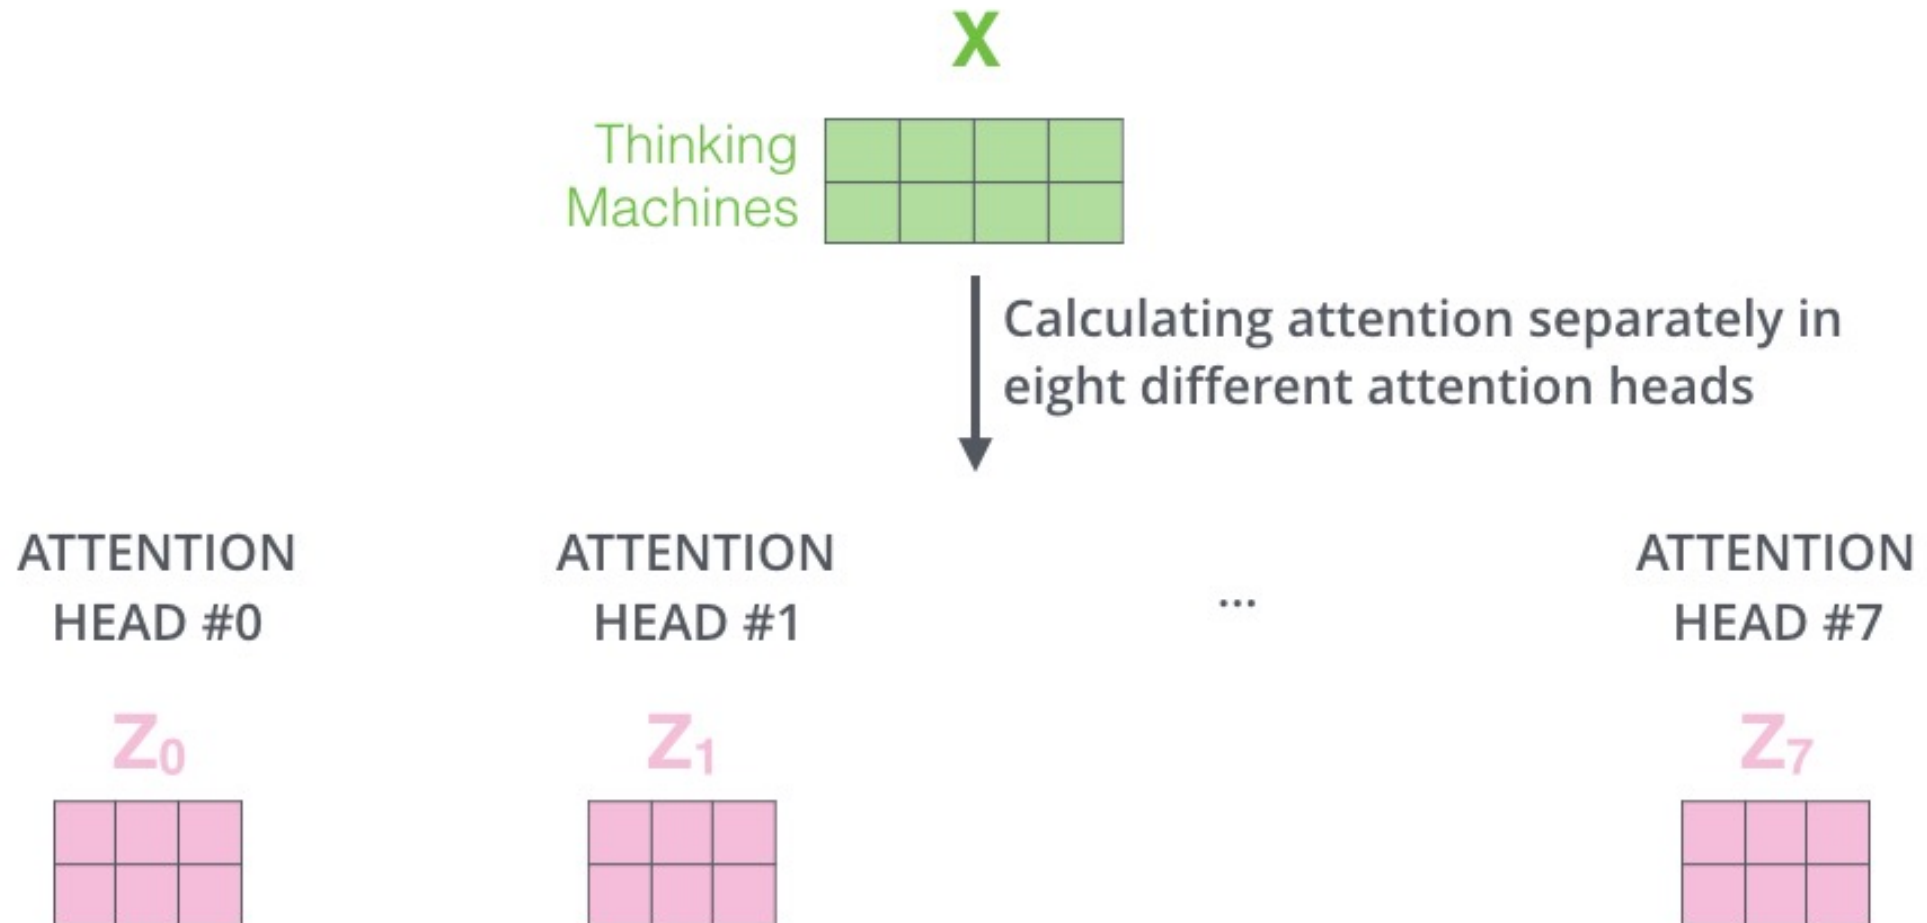 X
Thinking
Machines
Calculating attention separately in
eight different attention heads
ATTENTION
HEAD #0
ATTENTION
HEAD #1
...
ATTENTION
HEAD #7
Z0
Z1
Z7